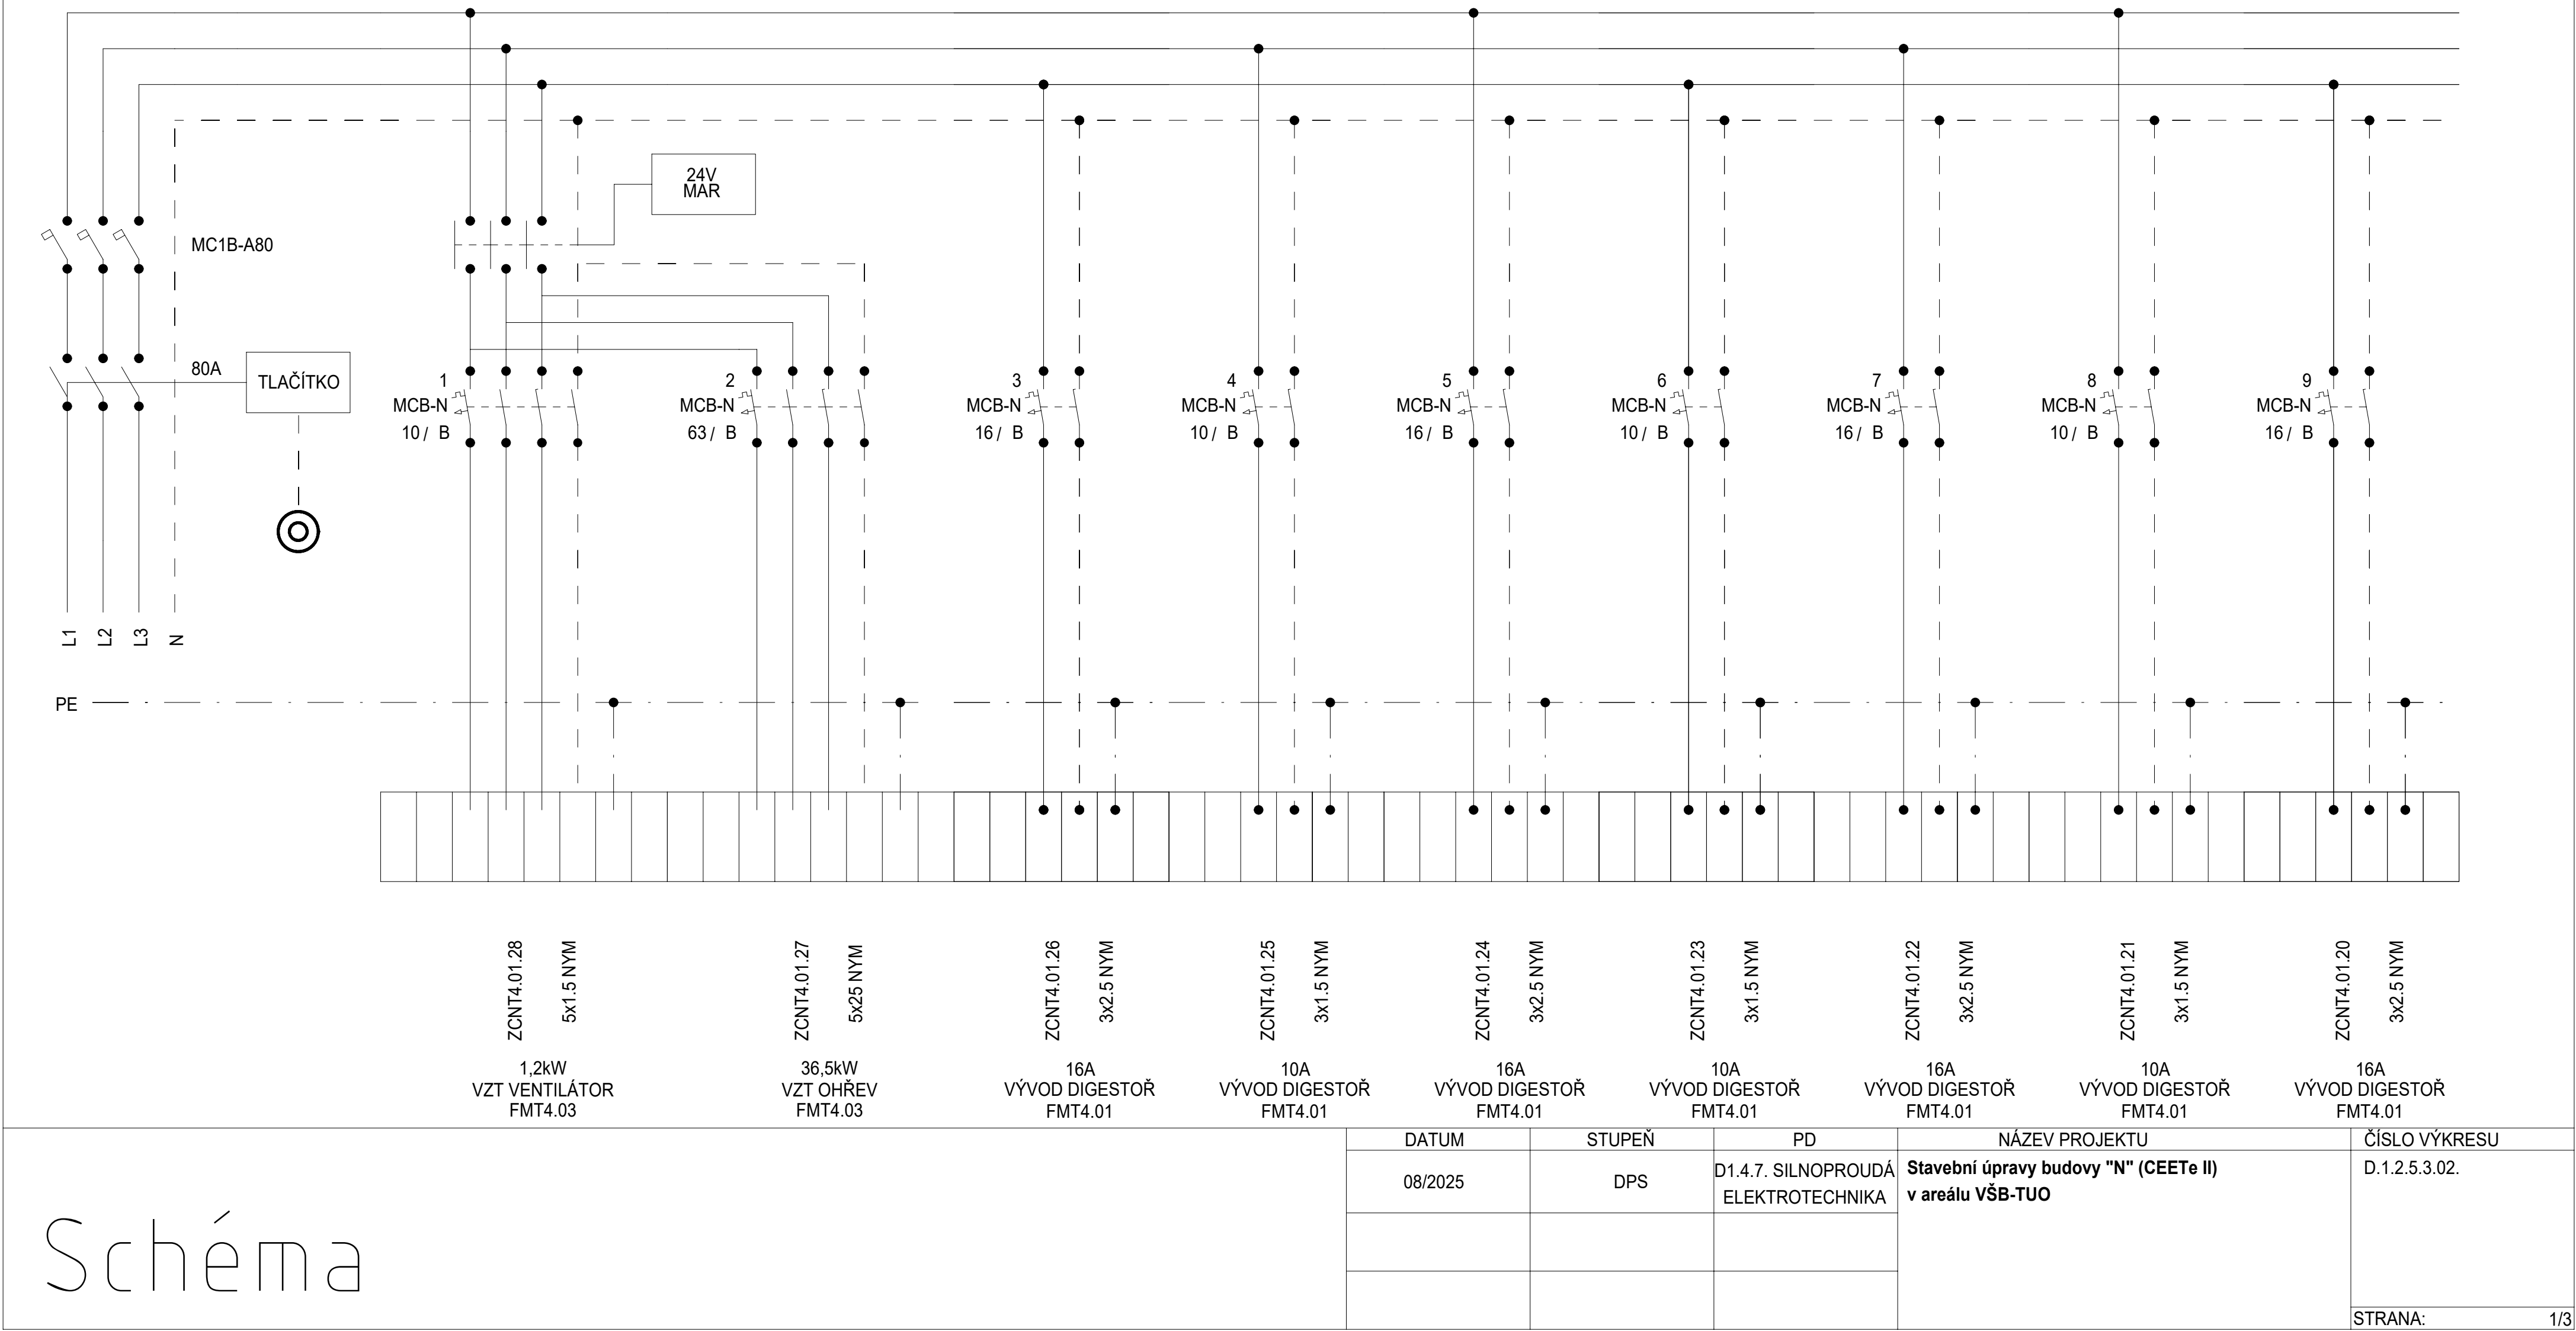 24V
MAR
MC1B-A80
80A
TLAČÍTKO
1
MCB-N
10 / B
2
MCB-N
63 / B
3
MCB-N
16 / B
4
MCB-N
10 / B
5
MCB-N
16 / B
6
MCB-N
10 / B
7
MCB-N
16 / B
8
MCB-N
10 / B
9
MCB-N
16 / B
L1
L2
L3
N
PE
ZCNT4.01.28
5x1.5 NYM
ZCNT4.01.27
5x25 NYM
ZCNT4.01.26
3x2.5 NYM
ZCNT4.01.25
3x1.5 NYM
ZCNT4.01.24
3x2.5 NYM
ZCNT4.01.23
3x1.5 NYM
ZCNT4.01.22
3x2.5 NYM
ZCNT4.01.21
3x1.5 NYM
ZCNT4.01.20
3x2.5 NYM
1,2kW
VZT VENTILÁTOR
FMT4.03
36,5kW
VZT OHŘEV
FMT4.03
16A
VÝVOD DIGESTOŘ
FMT4.01
10A
VÝVOD DIGESTOŘ
FMT4.01
16A
VÝVOD DIGESTOŘ
FMT4.01
10A
VÝVOD DIGESTOŘ
FMT4.01
16A
VÝVOD DIGESTOŘ
FMT4.01
10A
VÝVOD DIGESTOŘ
FMT4.01
16A
VÝVOD DIGESTOŘ
FMT4.01
Schéma
DATUM
08/2025
STUPEŇ
DPS
PD
D1.4.7. SILNOPROUDÁ
ELEKTROTECHNIKA
NÁZEV PROJEKTU
Stavební úpravy budovy "N" (CEETe II)
v areálu VŠB-TUO
ČÍSLO VÝKRESU
D.1.2.5.3.02.
STRANA: 1/3